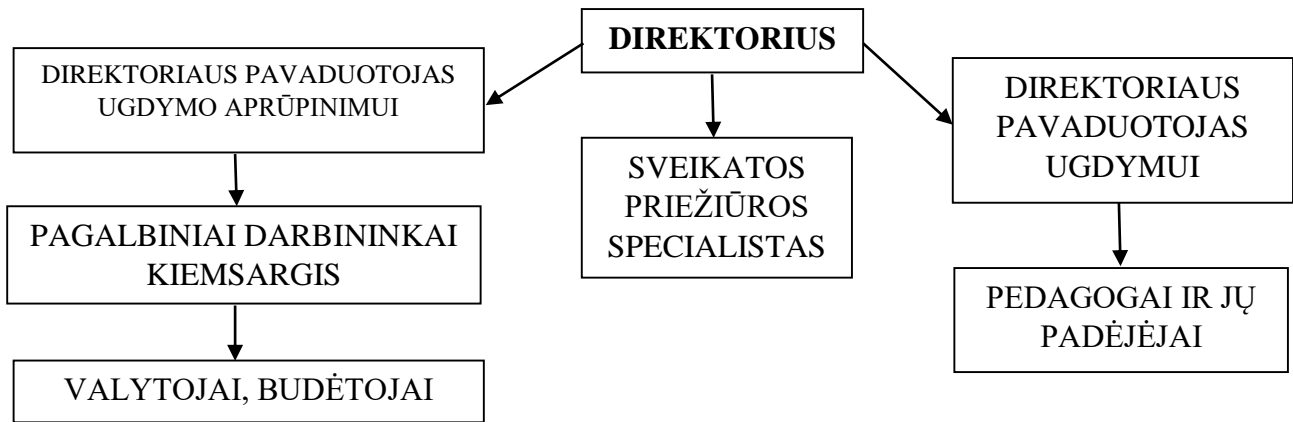 DIREKTORIUS
DIREKTORIAUS PAVADUOTOJAS
UGDYMO APRŪPINIMUI
PAGALBINIAI DARBININKAI
KIEMSARGIS
VALYTOJAI, BUDĖTOJAI
SVEIKATOS
PRIEŽIŪROS
SPECIALISTAS
DIREKTORIAUS
PAVADUOTOJAS
UGDYMUI
PEDAGOGAI IR JŲ
PADĖJĖJAI